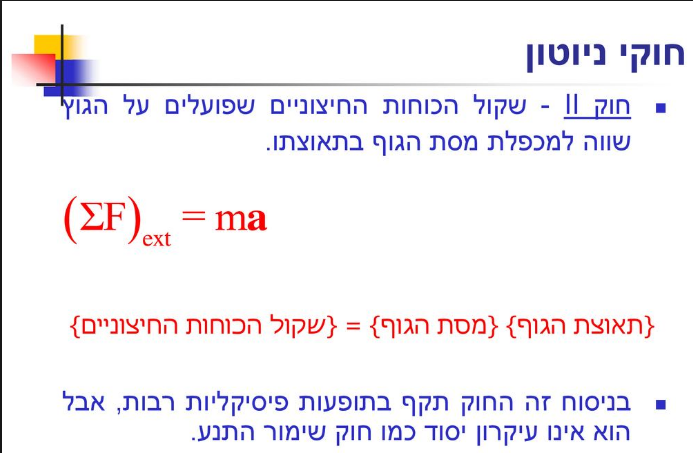 חוקי ניוטון
חוק II - שקול הכוחות החיצוניים שפועלים על הגוף
שווה למכפלת מסת הגוף בתאוצתו.
(ΣF)ext = ma
{תאוצת הגוף} {מסת הגוף} = {שקול הכוחות החיצוניים}
בניסוח זה החוק תקף בתופעות פיסיקליות רבות, אבל
הוא אינו עיקרון יסוד כמו חוק שימור התנע.